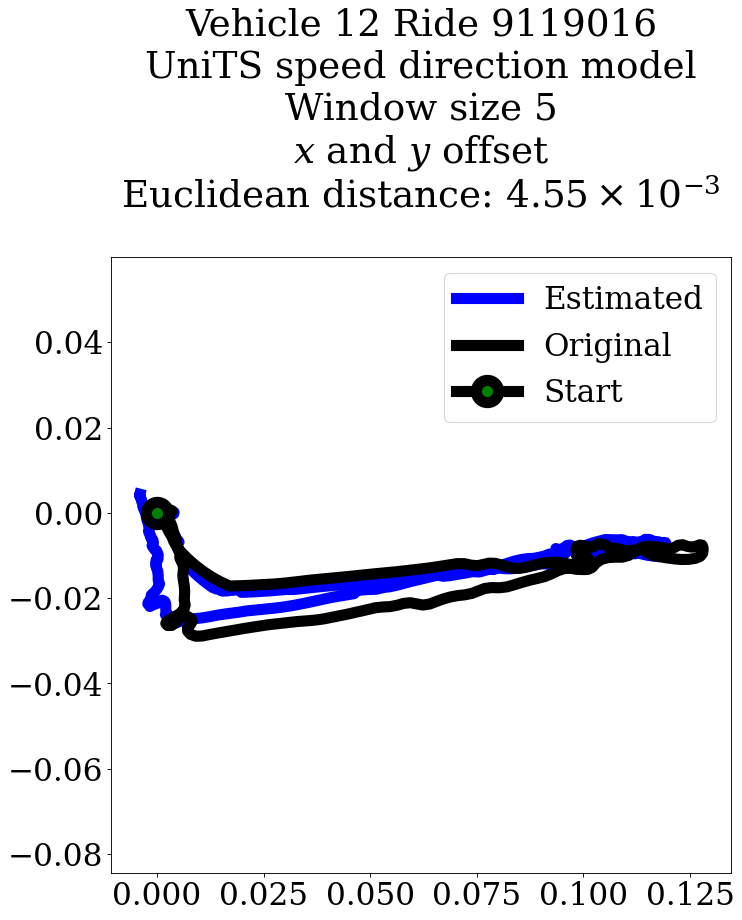 Vehicle 12 Ride 9119016
UniTS speed direction model
Window size 5
x and y offset
Euclidean distance: 4.55 × 10⁻³
Estimated
Original
Start
0.04
0.02
0.00
−0.02
−0.04
−0.06
−0.08
0.000 0.025 0.050 0.075 0.100 0.125